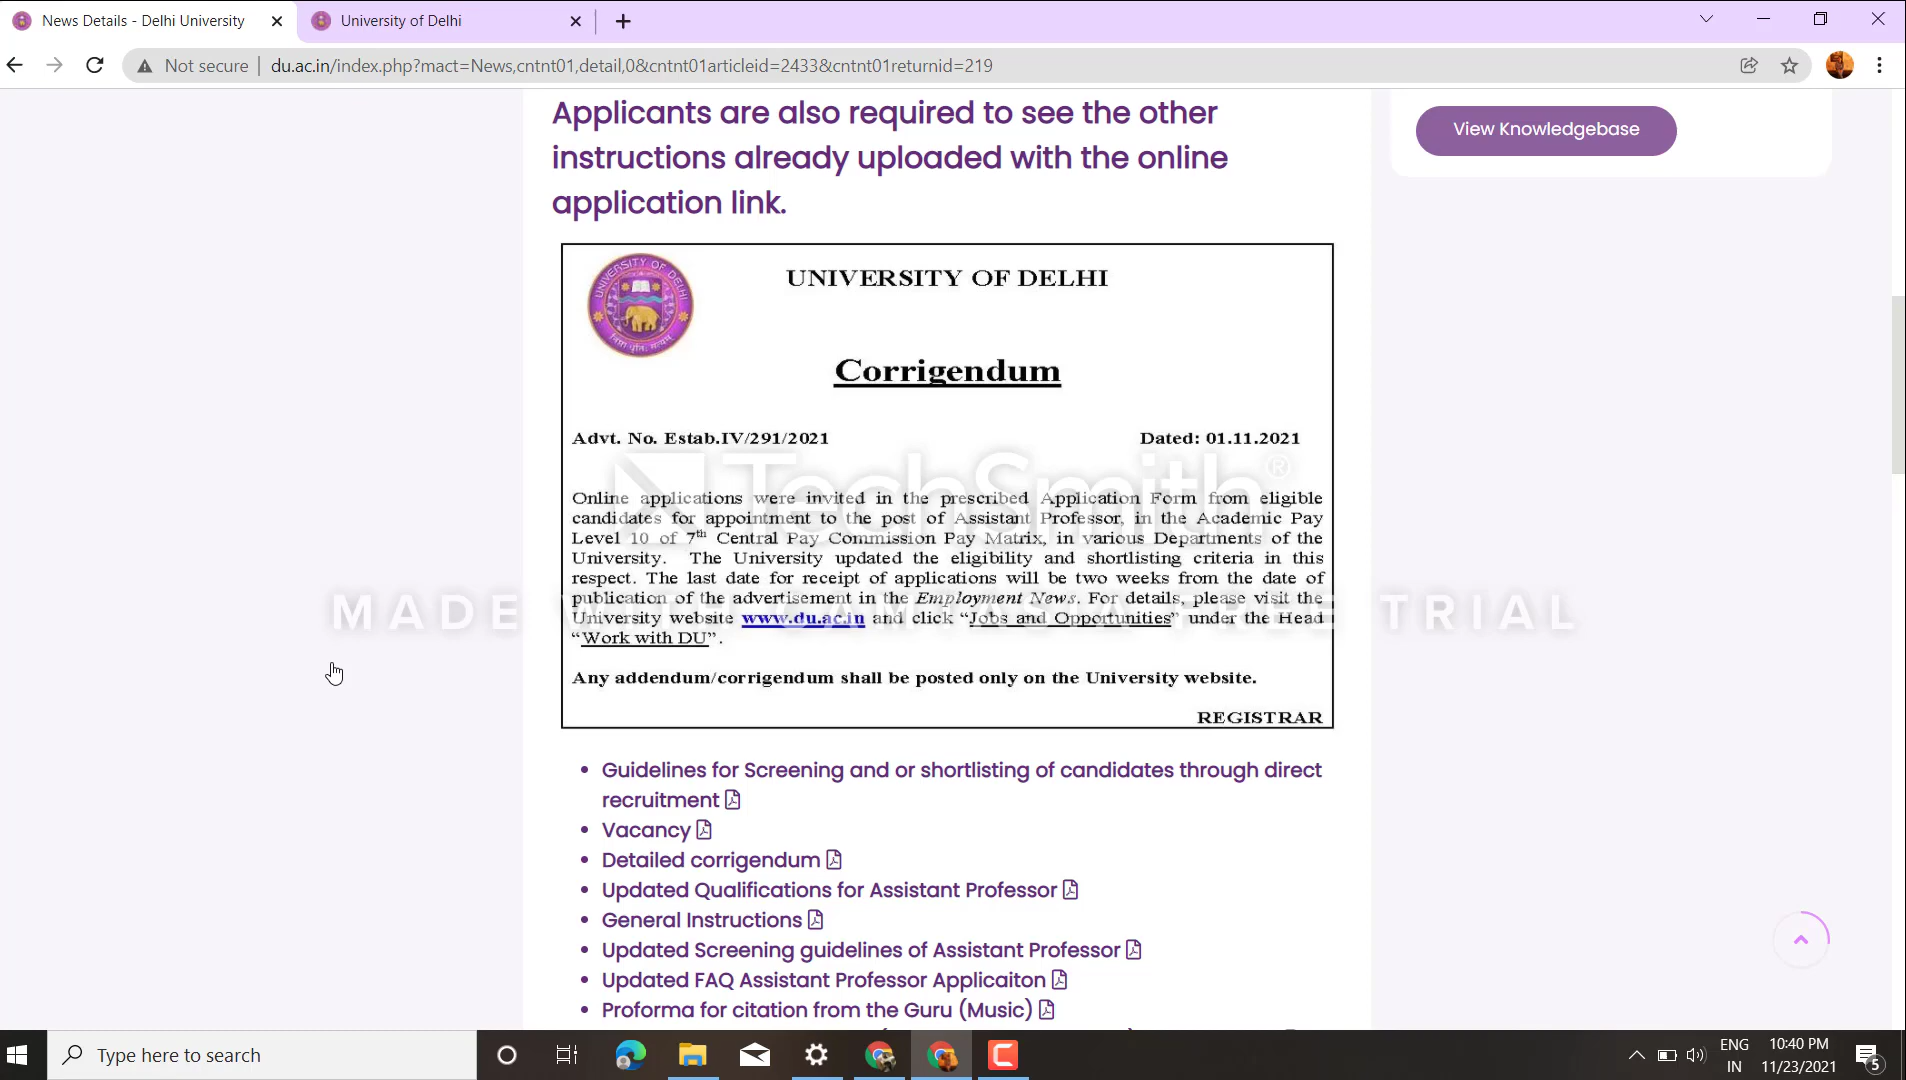 News Details - Delhi University
University of Delhi
Not secure
du.ac.in/index.php?mact=News,cntnt01,detail,0&cntnt01articleid=2433&cntnt01returnid=219
Applicants are also required to see the other
instructions already uploaded with the online
application link.
View Knowledgebase
UNIVERSITY OF DELHI
UNIVERSITY OF DELHI
Corrigendum
Advt. No. Estab.IV/291/2021
Dated: 01.11.2021
TechSmith®
Online applications were invited in the prescribed Application Form from eligible
candidates for appointment to the post of Assistant Professor, in the Academic Pay
Level 10 of 7th Central Pay Commission Pay Matrix, in various Departments of the
University. The University updated the eligibility and shortlisting criteria in this
respect. The last date for receipt of applications will be two weeks from the date of
publication of the advertisement in the Employment News. For details, please visit the
University website www.du.ac.in and click “Jobs and Opportunities” under the Head
“Work with DU”.
MADE WITH CAMTASIA FREE TRIAL
Any addendum/corrigendum shall be posted only on the University website.
REGISTRAR
Guidelines for Screening and or shortlisting of candidates through direct
recruitment
Vacancy
Detailed corrigendum
Updated Qualifications for Assistant Professor
General Instructions
Updated Screening guidelines of Assistant Professor
Updated FAQ Assistant Professor Applicaiton
Proforma for citation from the Guru (Music)
Type here to search
ENG
IN
10:40 PM
11/23/2021
5